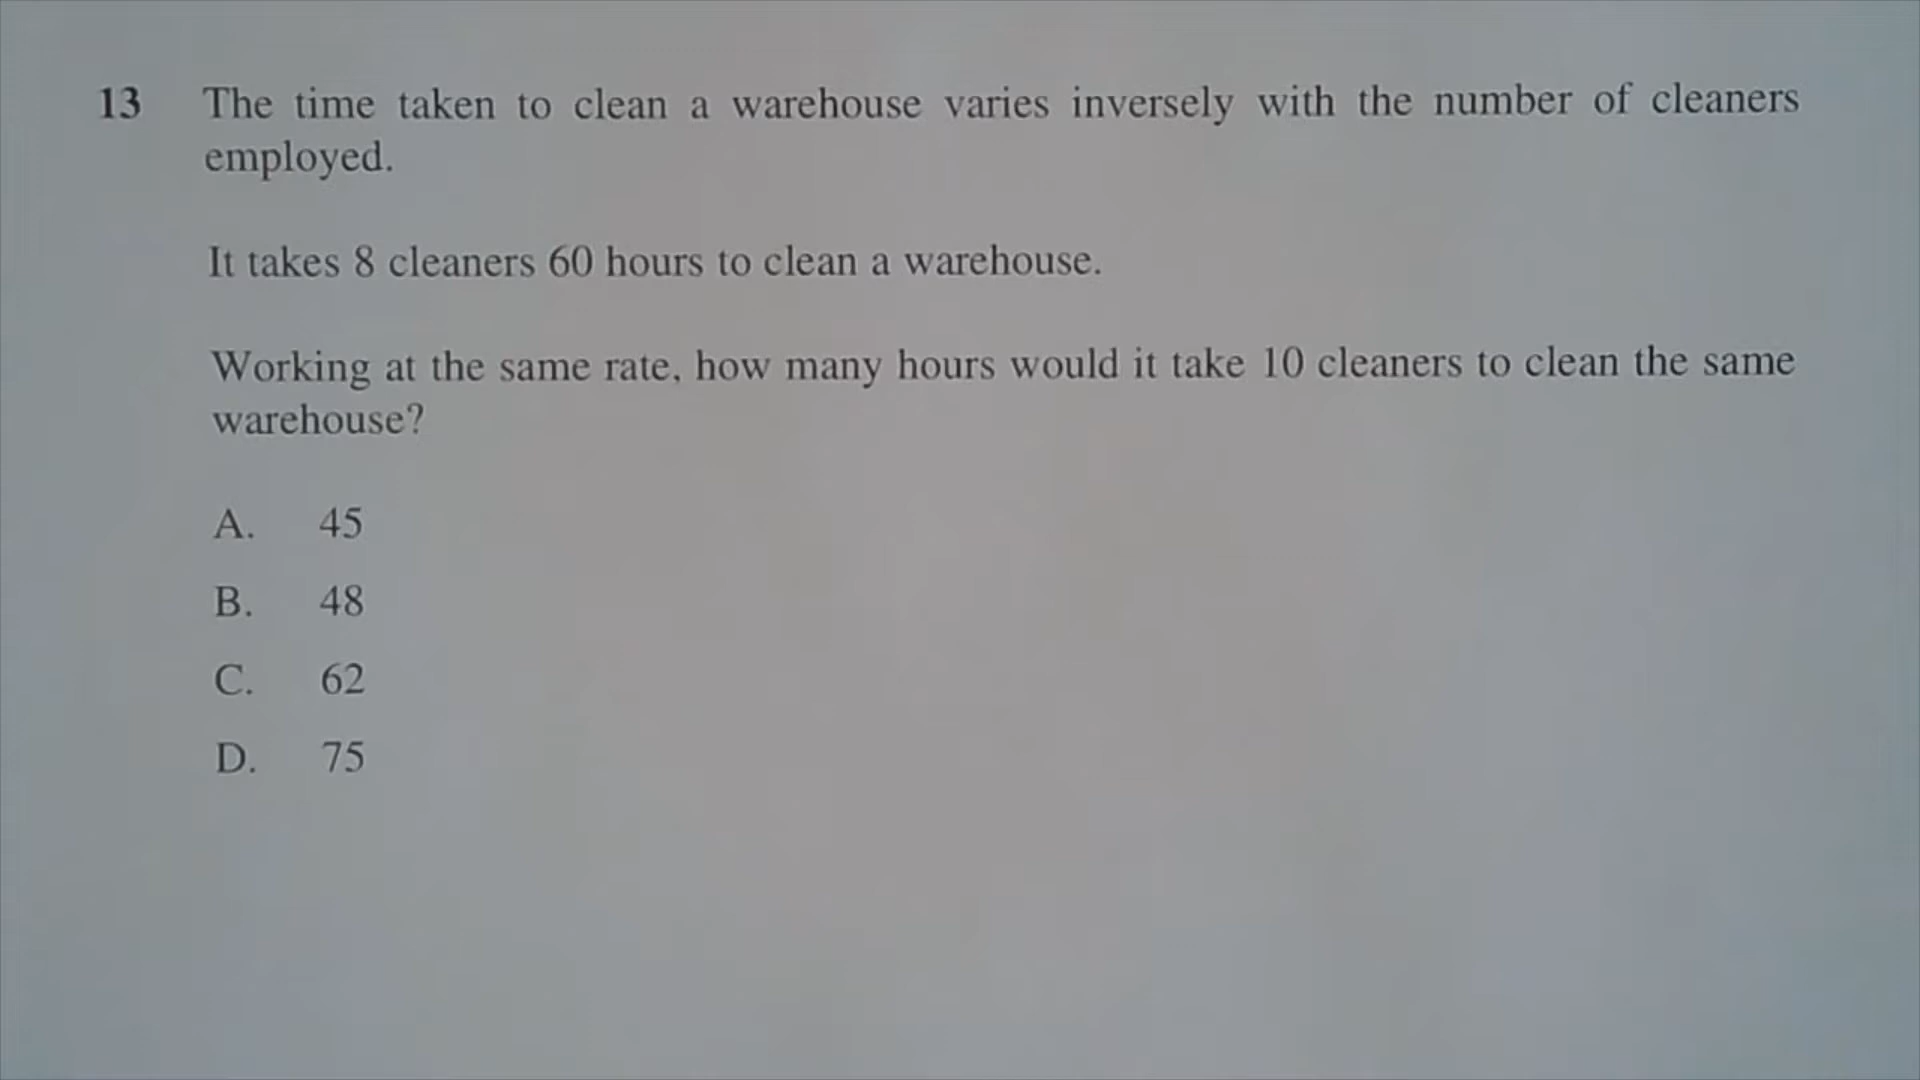 13 The time taken to clean a warehouse varies inversely with the number of cleaners
employed.
It takes 8 cleaners 60 hours to clean a warehouse.
Working at the same rate, how many hours would it take 10 cleaners to clean the same
warehouse?
A. 45
B. 48
C. 62
D. 75